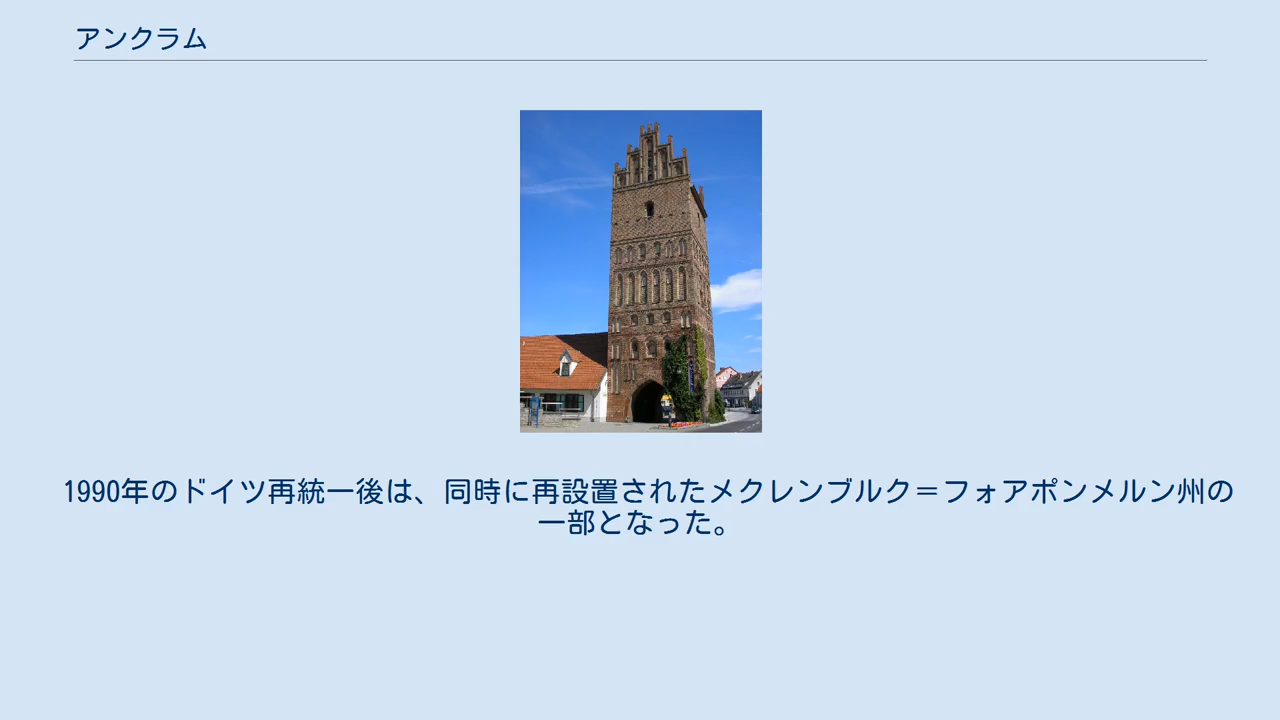 アンクラム
1990年のドイツ再統一後は、同時に再設置されたメクレンブルク＝フォアポンメルン州の
一部となった。